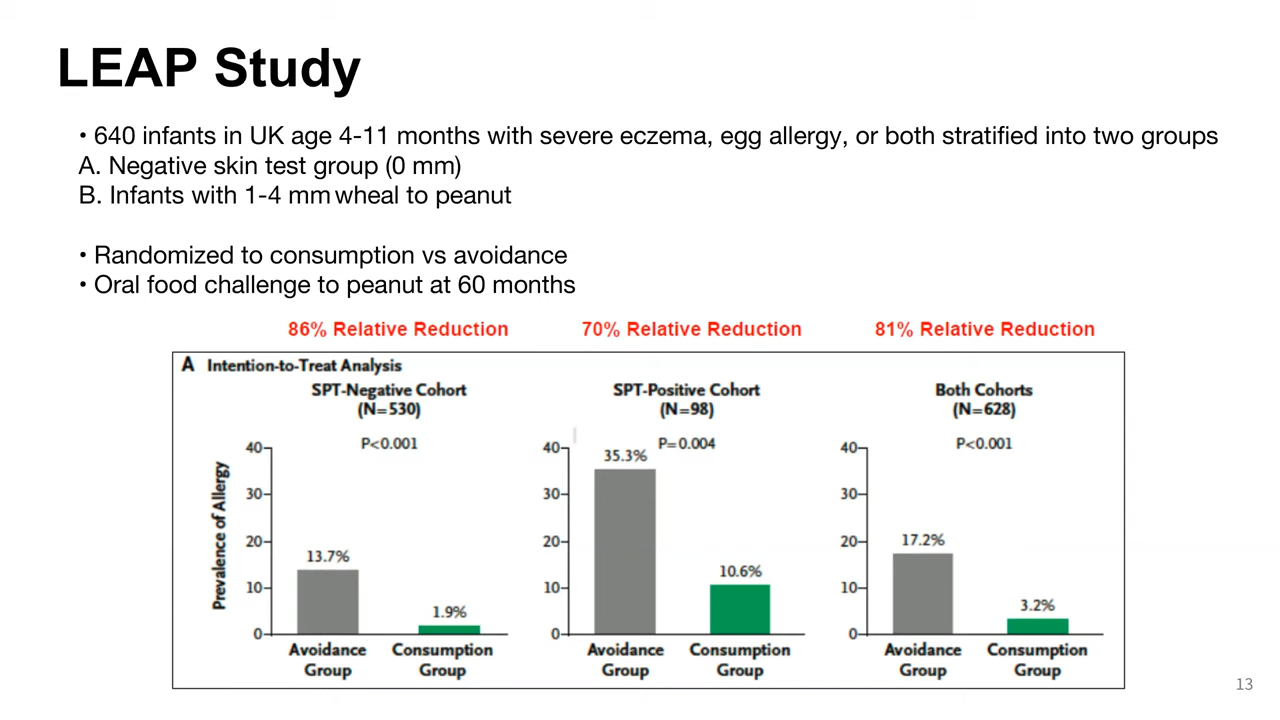 LEAP Study
• 640 infants in UK age 4-11 months with severe eczema, egg allergy, or both stratified into two groups
A. Negative skin test group (0 mm)
B. Infants with 1-4 mm wheal to peanut
• Randomized to consumption vs avoidance
• Oral food challenge to peanut at 60 months
86% Relative Reduction 70% Relative Reduction 81% Relative Reduction
A Intention-to-Treat Analysis
SPT-Negative Cohort
(N=530)
P<0.001
Prevalence of Allergy
40
30
20
10
0
13.7%
1.9%
Avoidance Group
Consumption Group
SPT-Positive Cohort
(N=98)
P=0.004
40
30
20
10
0
35.3%
10.6%
Avoidance Group
Consumption Group
Both Cohorts
(N=628)
P<0.001
40
30
20
10
0
17.2%
3.2%
Avoidance Group
Consumption Group
13